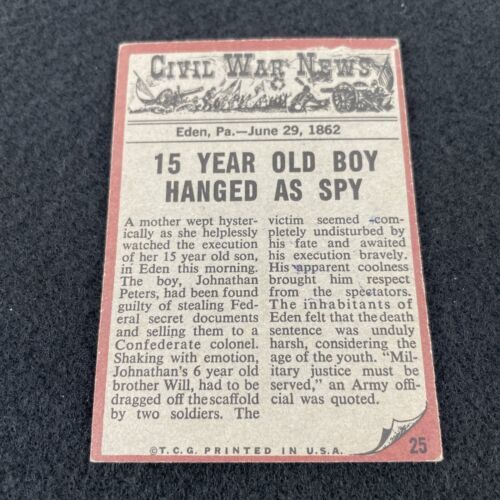 CIVIL WAR NEWS
Eden, Pa.—June 29, 1862
15 YEAR OLD BOY
HANGED AS SPY
A mother wept hyster-
ically as she helplessly
watched the execution
of her 15 year old son,
in Eden this morning.
The boy, Johnathan
Peters, had been found
guilty of stealing Fed-
eral secret documents
and selling them to a
Confederate colonel.
Shaking with emotion,
Johnathan's 6 year old
brother Will, had to be
dragged off the scaffold
by two soldiers. The
victim seemed com-
pletely undisturbed by
his fate and awaited
his execution bravely.
His apparent coolness
brought him respect
from the spectators.
The inhabitants of
Eden felt that the death
sentence was unduly
harsh, considering the
age of the youth. “Mil-
itary justice must be
served,” an Army offi-
cial was quoted.
©T.C.G. PRINTED IN U.S.A.
25